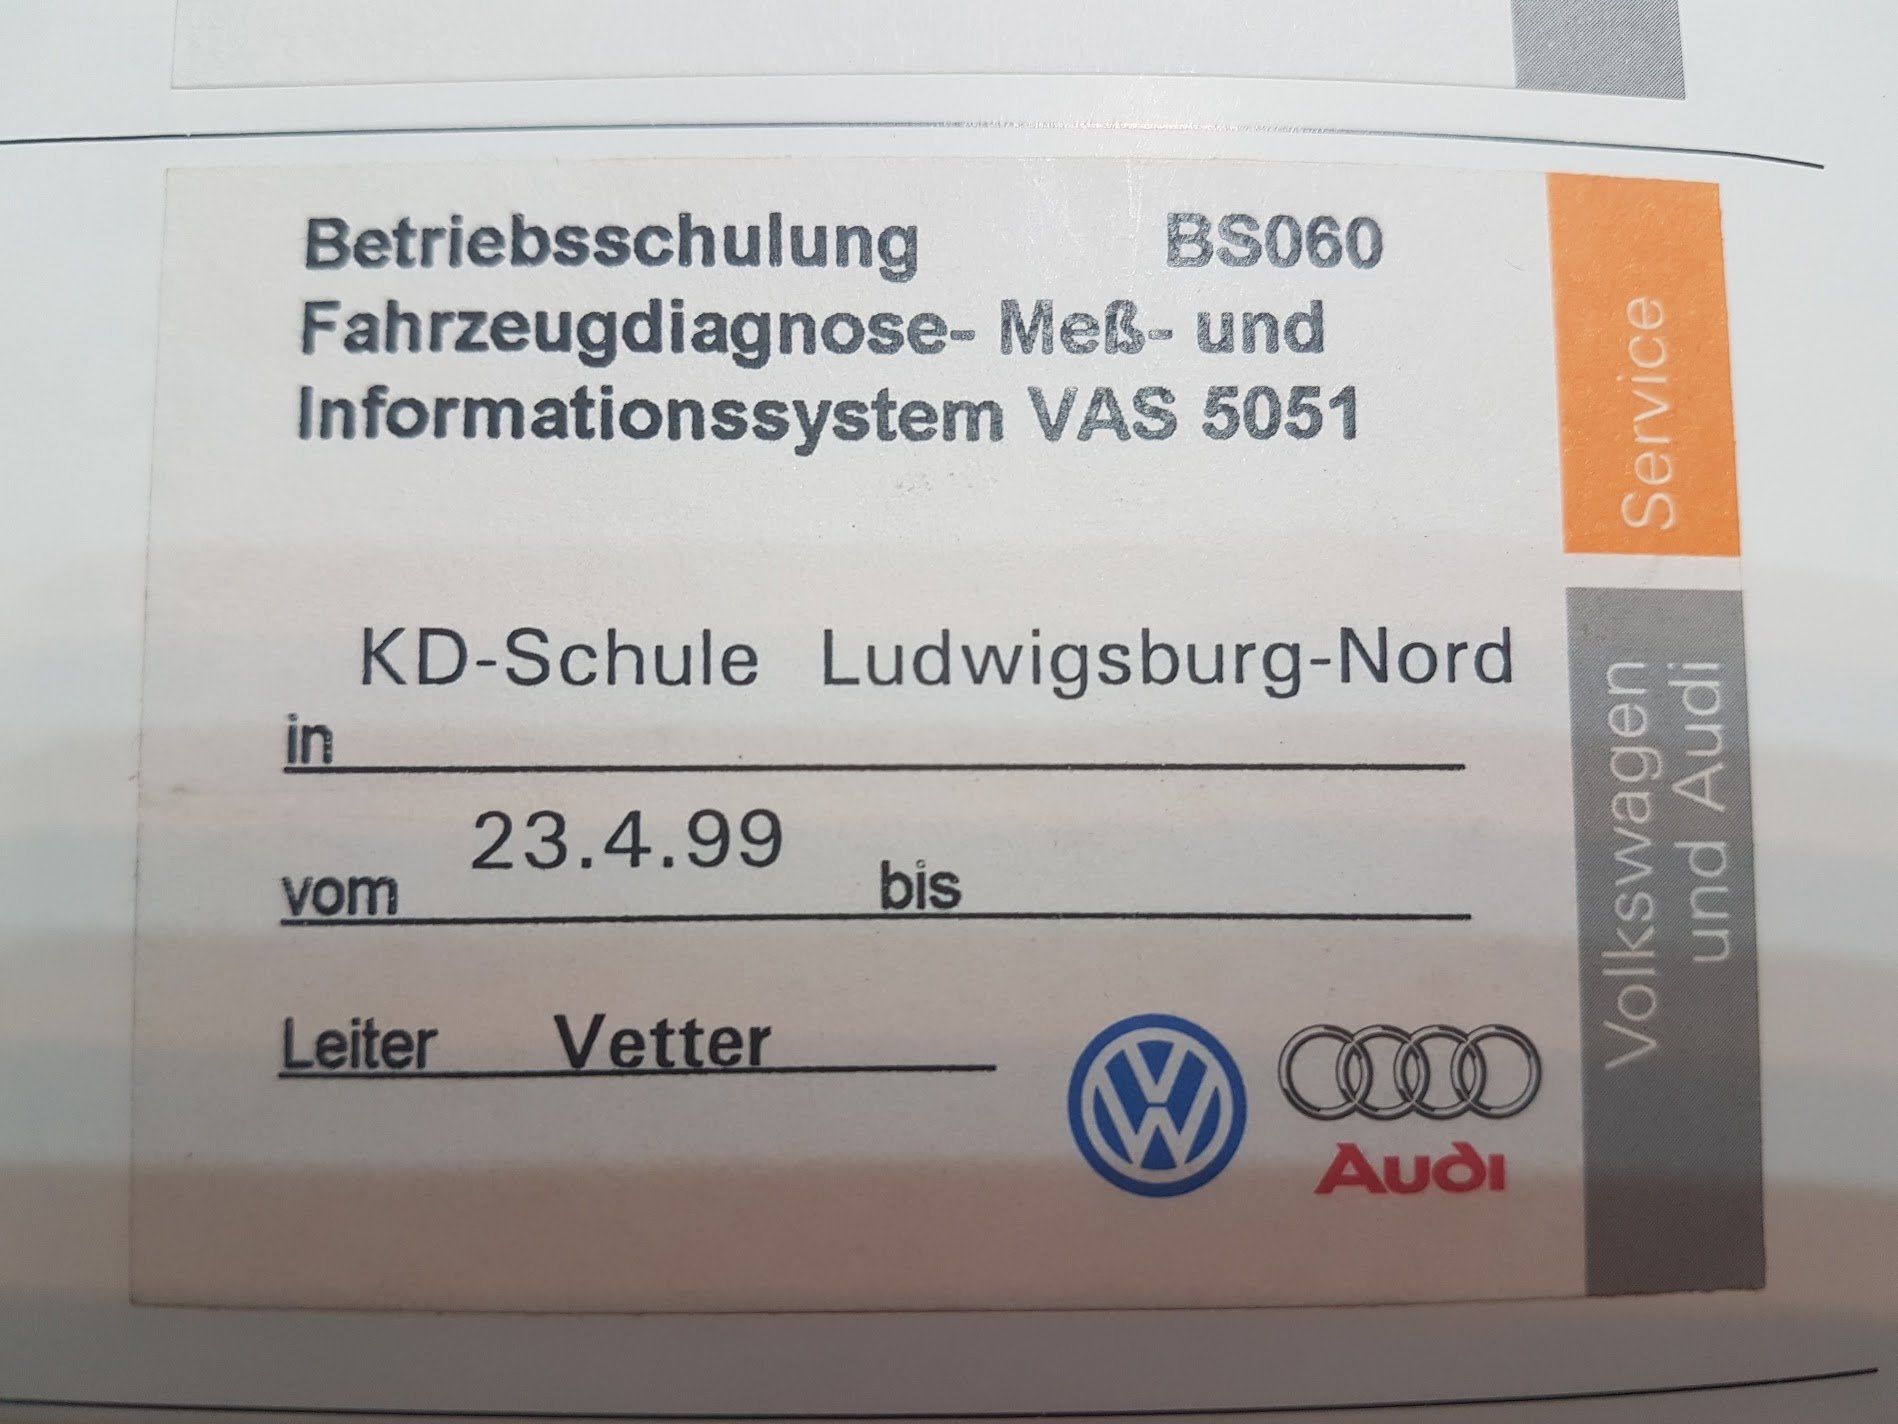 Betriebsschulung BS060
Fahrzeugdiagnose- Meß- und
Informationssystem VAS 5051
KD-Schule Ludwigsburg-Nord
in
23.4.99
vom bis
Leiter Vetter
Audi
Service
Volkswagen
und Audi